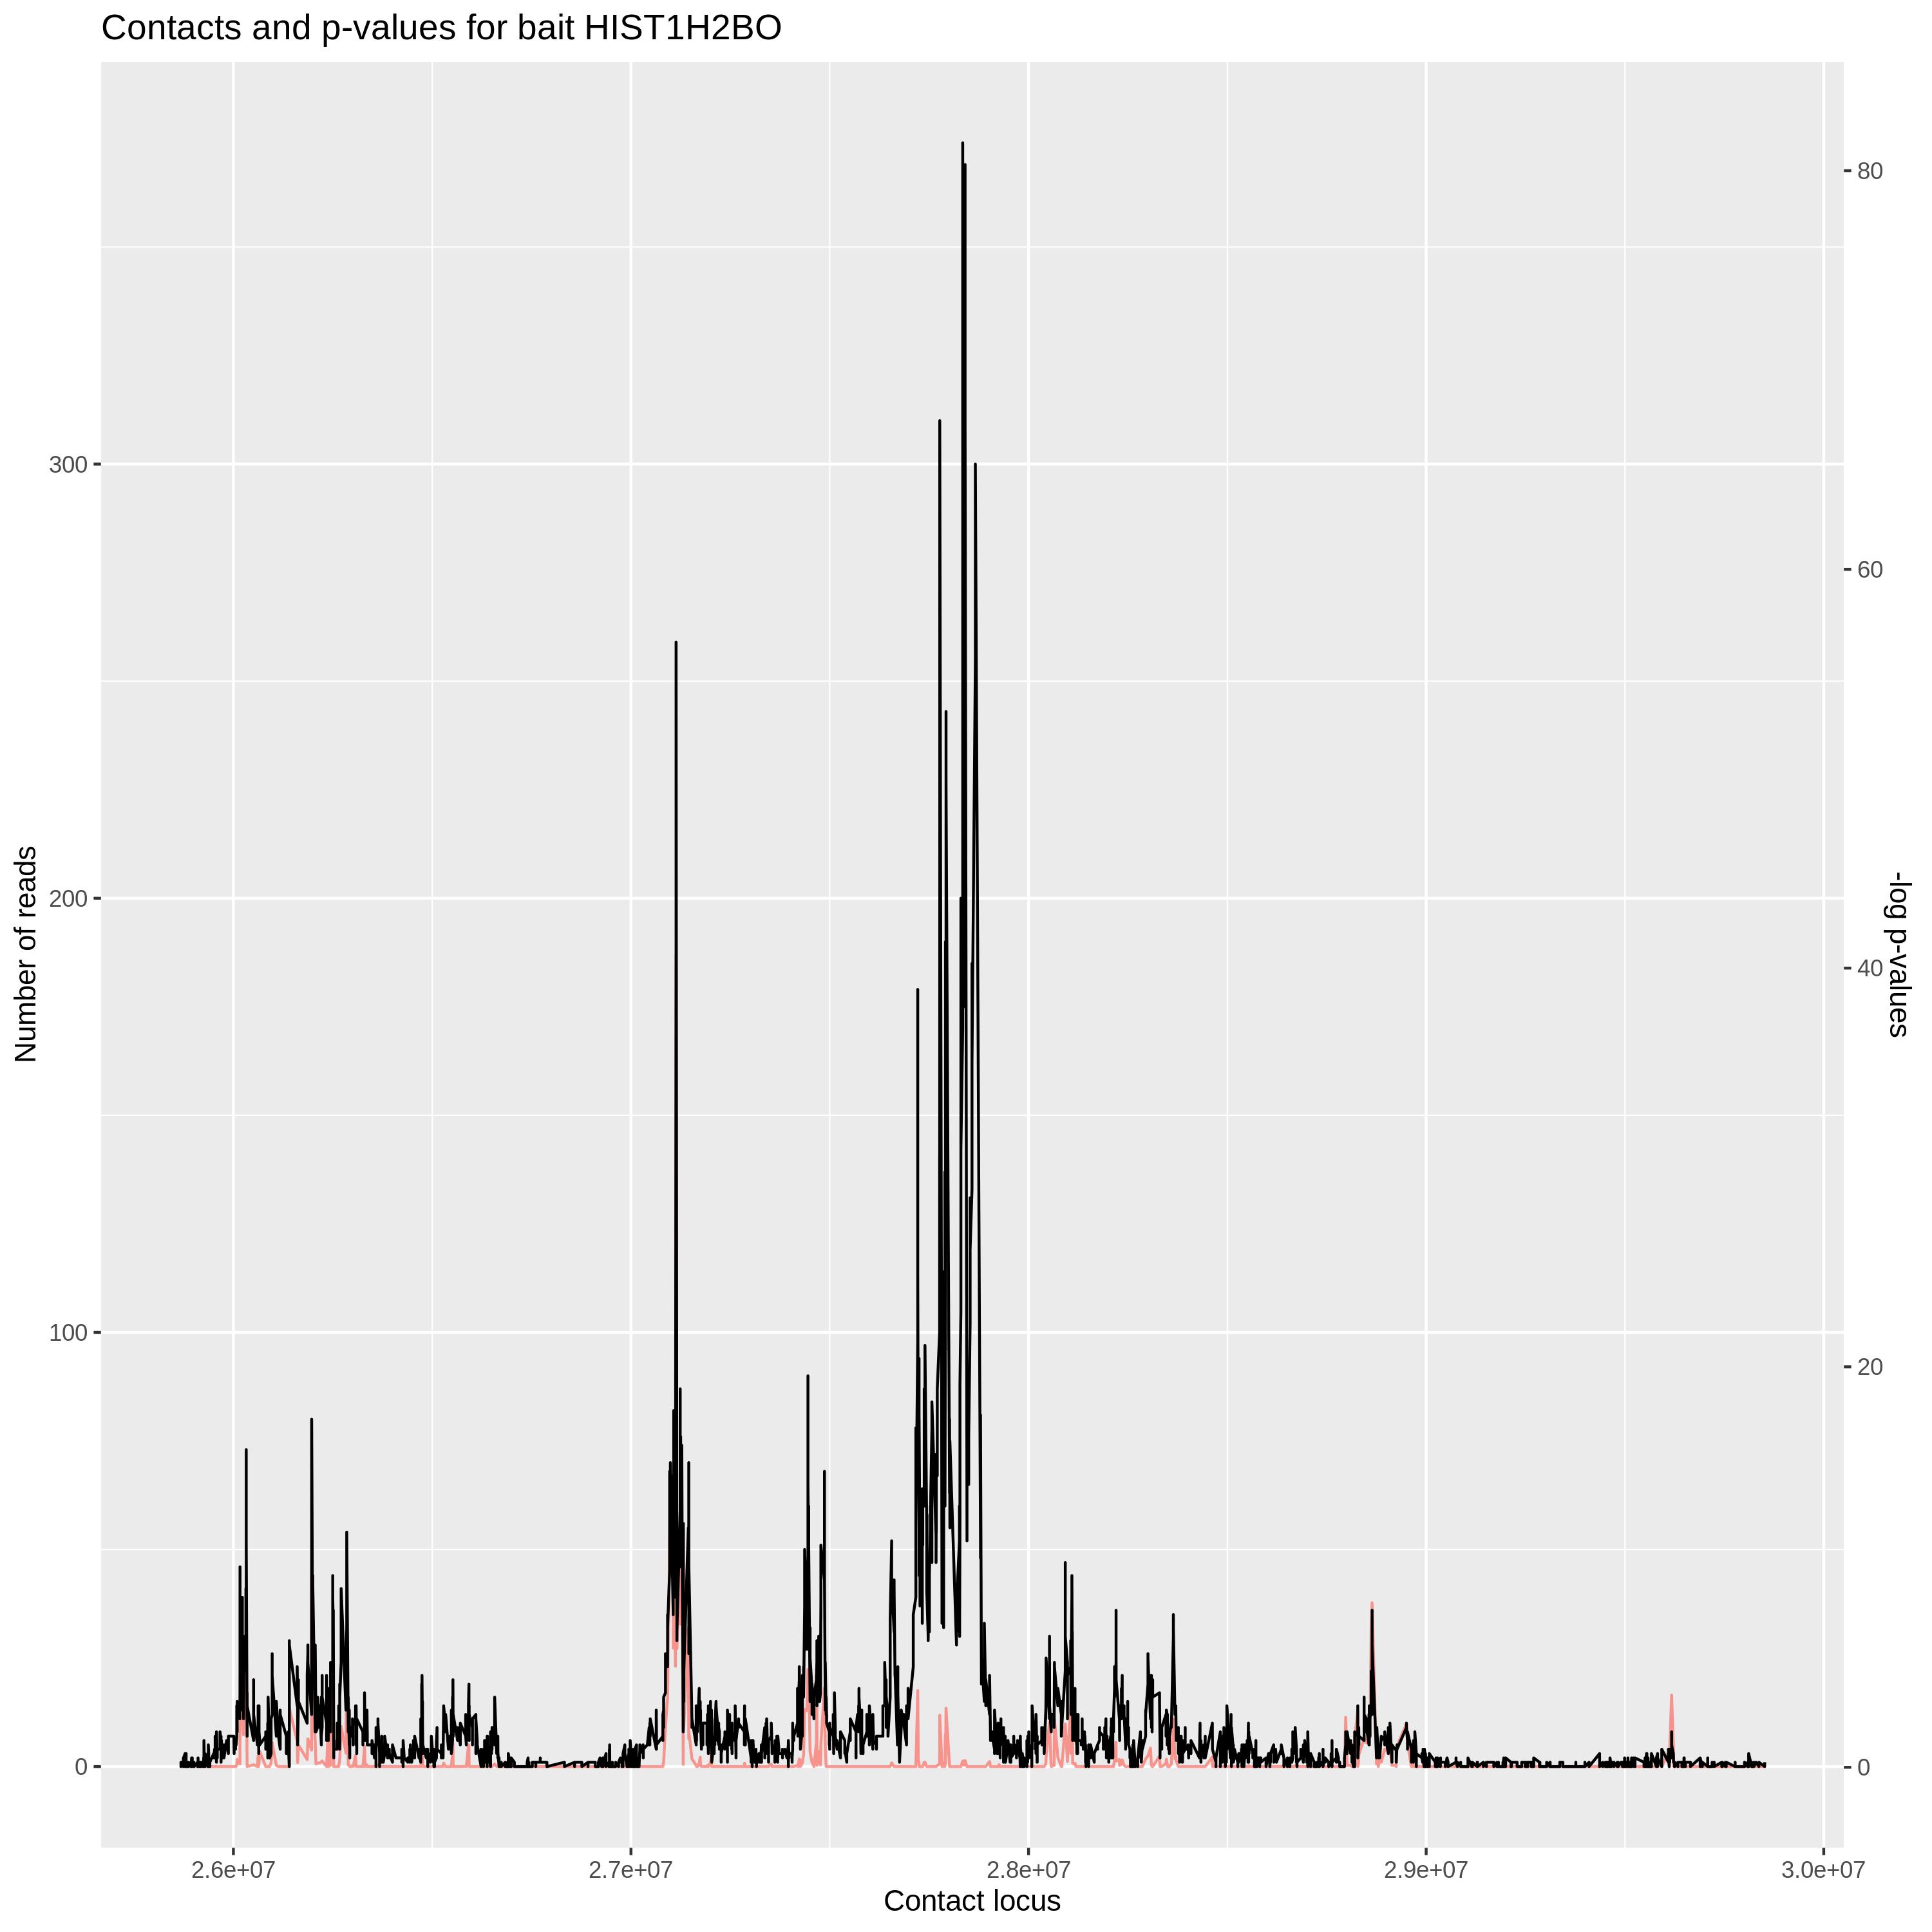 Contacts and p-values for bait HIST1H2BO
Number of reads
300
200
100
0
80
60
40
20
0
-log p-values
2.6e+07
2.7e+07
2.8e+07
2.9e+07
3.0e+07
Contact locus